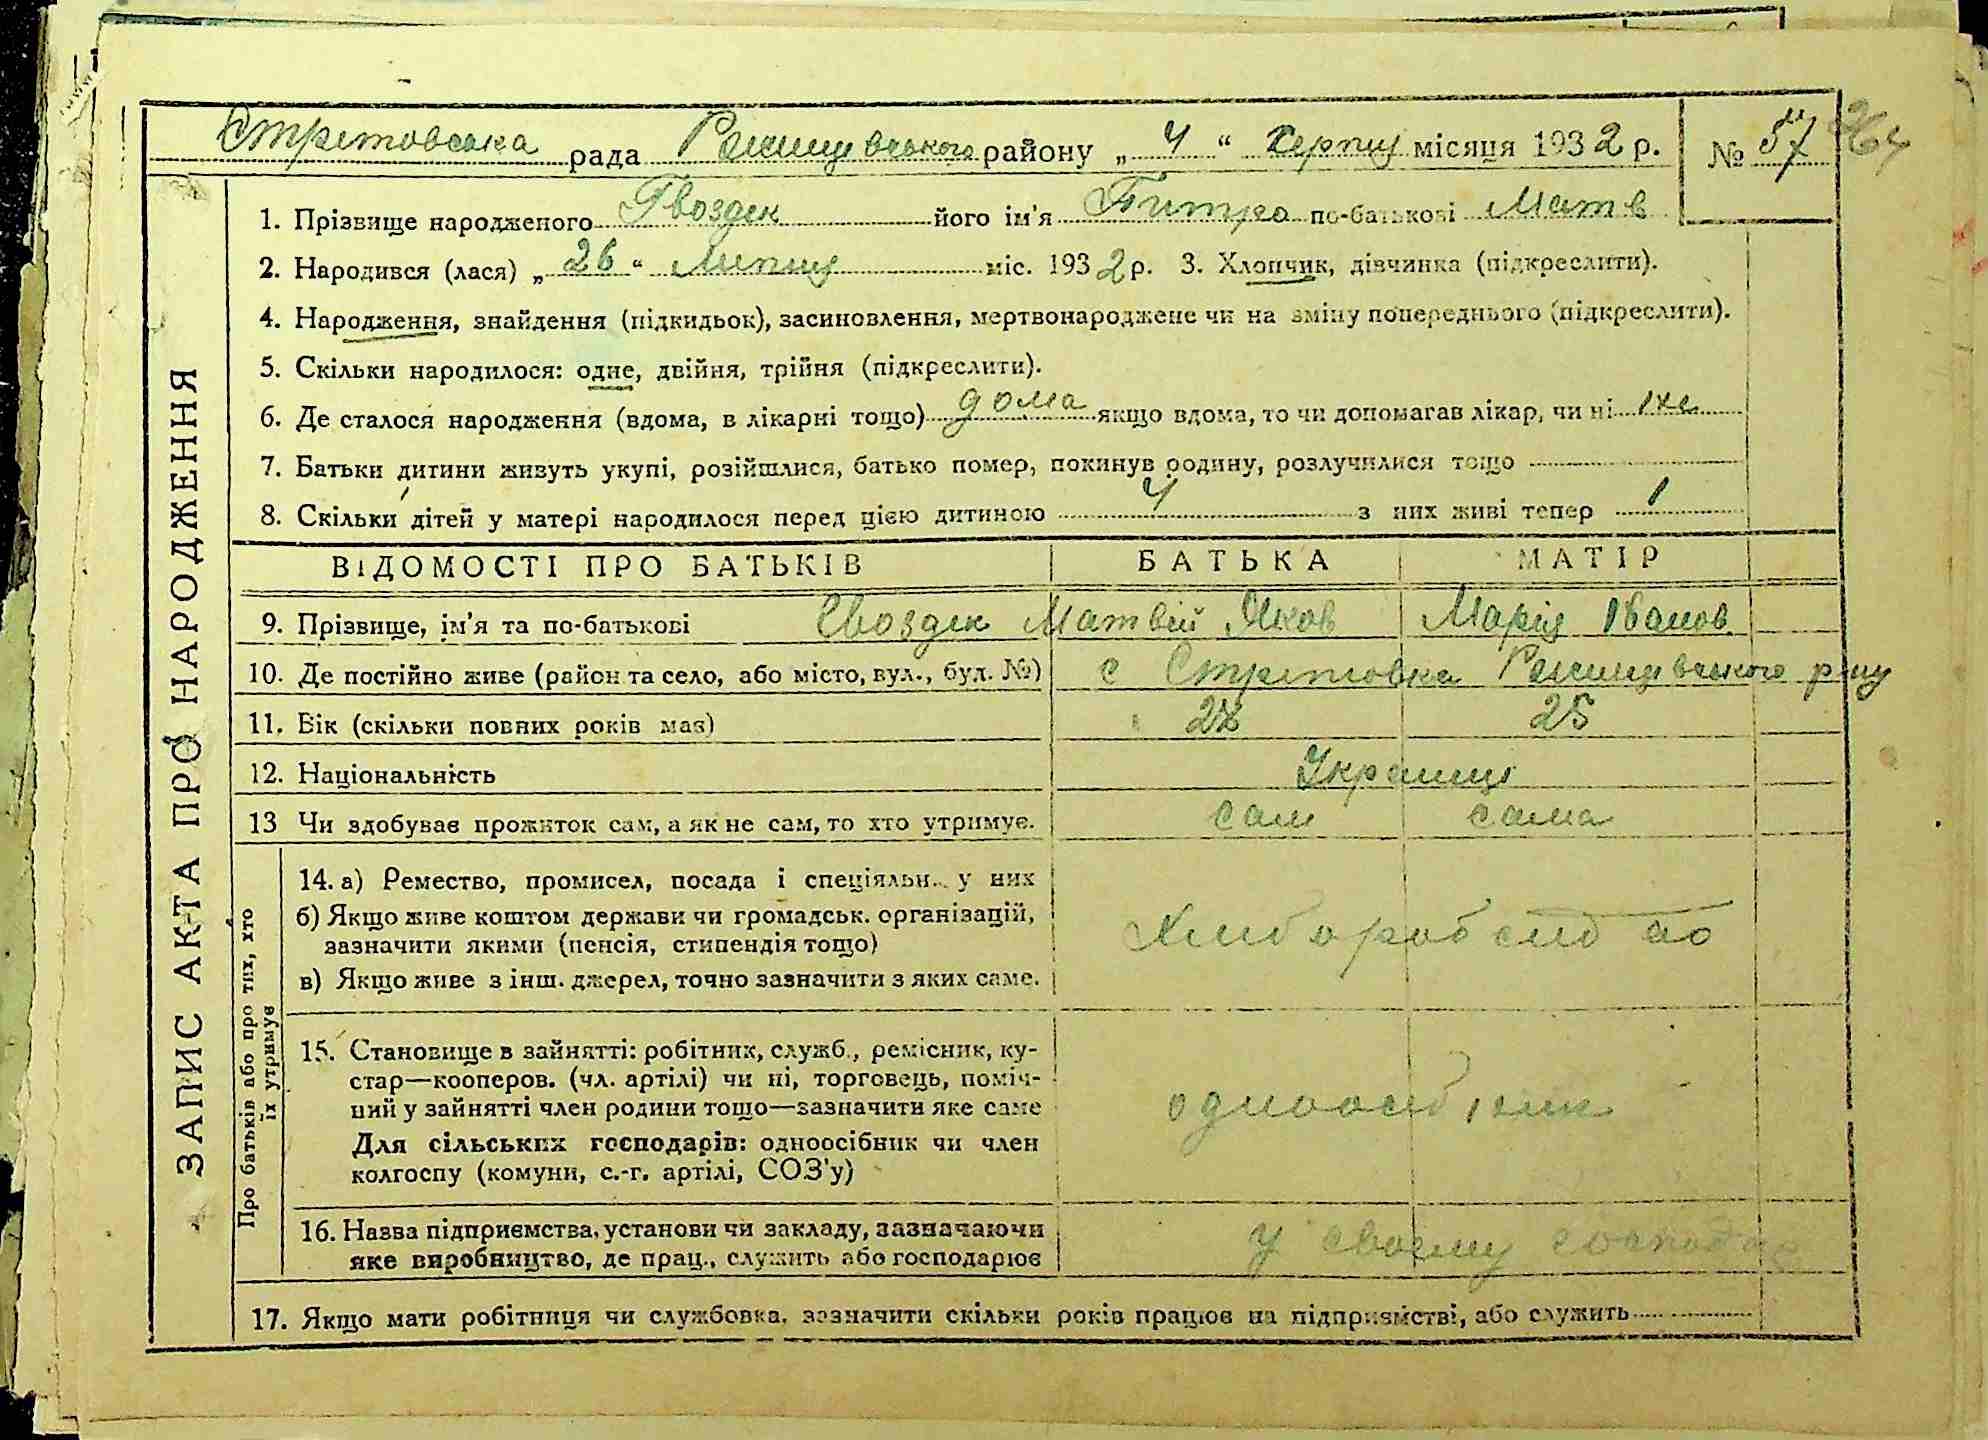 Стрітовська рада Ржищевського району „ 4 “ серпня місяця 1932 р. № 57
1. Прізвище народженого Гвоздек його ім'я Питро по-батькові Матв
2. Народився (лася) „ 26 “ Липня міс. 1932 р. 3. Хлопчик, дівчинка (підкреслити).
4. Народження, знайдення (підкидьок), засиновлення, мертвонароджене чи на зміну попереднього (підкреслити).
5. Скільки народилося: одне, двійня, трійня (підкреслити).
6. Де сталося народження (вдома, в лікарні тощо) дома якщо вдома, то чи допомагав лікар, чи ні
7. Батьки дитини живуть укупі, розійшлися, батько помер, покинув родину, розлучилися тощо
8. Скільки дітей у матері народилося перед цією дитиною 4 з них живі тепер 1
ВІДОМОСТІ ПРО БАТЬКІВ БАТЬКА МАТІР
9. Прізвище, ім'я та по-батькові Гвоздек Матвій Яков Марія Іванов.
10. Де постійно живе (район та село, або місто, вул., буд. №) с Стрітовка Ржищевського р-ну
11. Вік (скільки повних років має) 25
12. Національність Українці
13 Чи здобуває прожиток сам, а як не сам, то хто утримує. сам сама
14. а) Ремество, промисел, посада і спеціяльн. у них
б) Якщо живе коштом держави чи громадськ. організацій,
зазначити якими (пенсія, стипендія тощо)
Хліборобство
в) Якщо живе з інш. джерел, точно зазначити з яких саме.
15. Становище в зайнятті: робітник, служб., ремісник, ку-
стар—кооперов. (чл. артілі) чи ні, торговець, поміч-
ний у зайнятті член родини тощо—зазначити яке саме
одноосібник
Для сільських господарів: одноосібник чи член
колгоспу (комуни, с.-г. артілі, СОЗ'у)
16. Назва підприємства, установи чи закладу, зазначаючи
яке виробництво, де прац., служить або господарює
у своему
17. Якщо мати робітниця чи службовка, зазначити скільки років працює на підприємстві, або служить
ЗАПИС АКТА ПРО НАРОДЖЕННЯ
Про батьків або про тих, хто
їх утримує